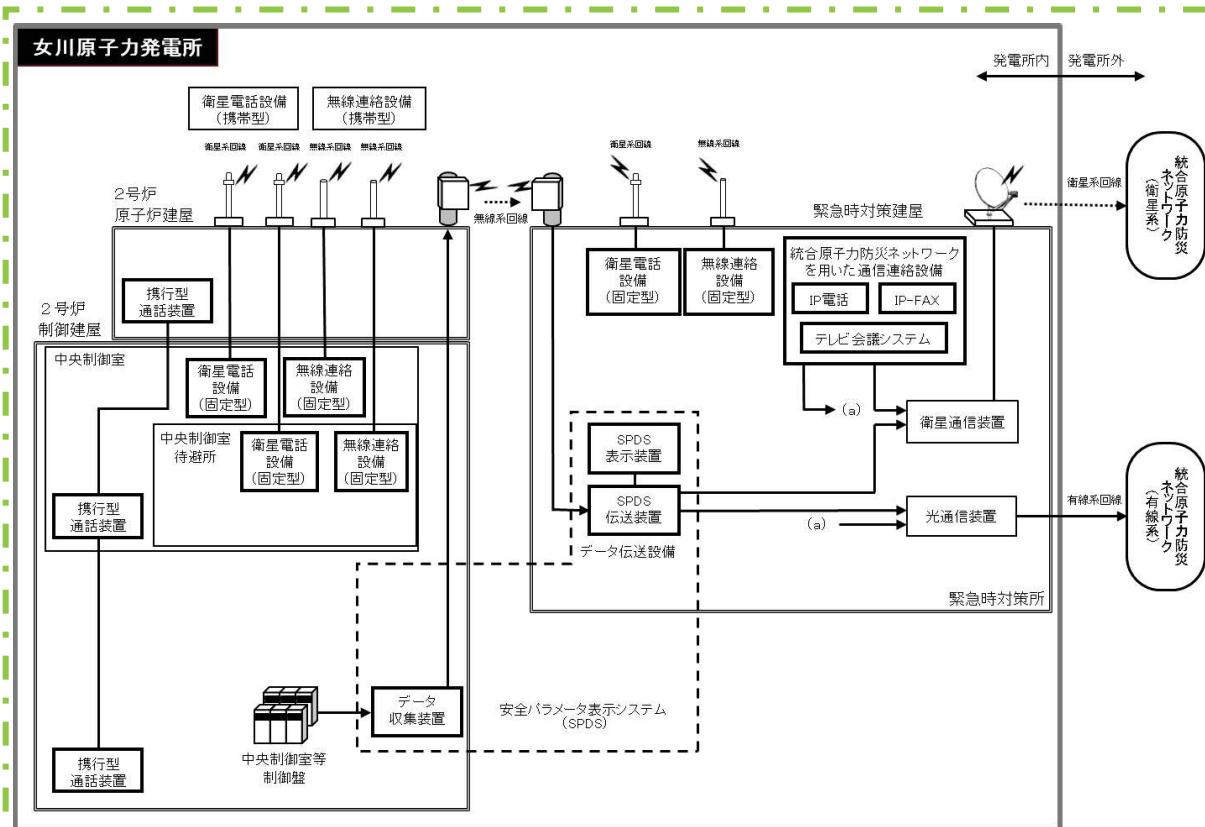 女川原子力発電所
発電所内
発電所外
衛星電話設備
(携帯型)
無線連絡設備
(携帯型)
衛星系回線
衛星系回線
無線系回線
無線系回線
衛星系回線
無線系回線
2号炉
原子炉建屋
無線系回線
緊急時対策建屋
衛星系回線
統合原子力防災
ネットワーク
(衛星系)
携行型
通話装置
衛星電話
設備
(固定型)
無線連絡
設備
(固定型)
統合原子力防災ネットワーク
を用いた通信連絡設備
IP電話
IP-FAX
テレビ会議システム
2号炉
制御建屋
中央制御室
衛星電話
設備
(固定型)
無線連絡
設備
(固定型)
(a)
衛星通信装置
中央制御室
待避所
衛星電話
設備
(固定型)
無線連絡
設備
(固定型)
SPDS
表示装置
携行型
通話装置
SPDS
伝送装置
(a)
光通信装置
有線系回線
統合原子力防災
ネットワーク
(有線系)
データ伝送設備
緊急時対策所
データ
収集装置
安全パラメータ表示システム
(SPDS)
中央制御室等
制御盤
携行型
通話装置